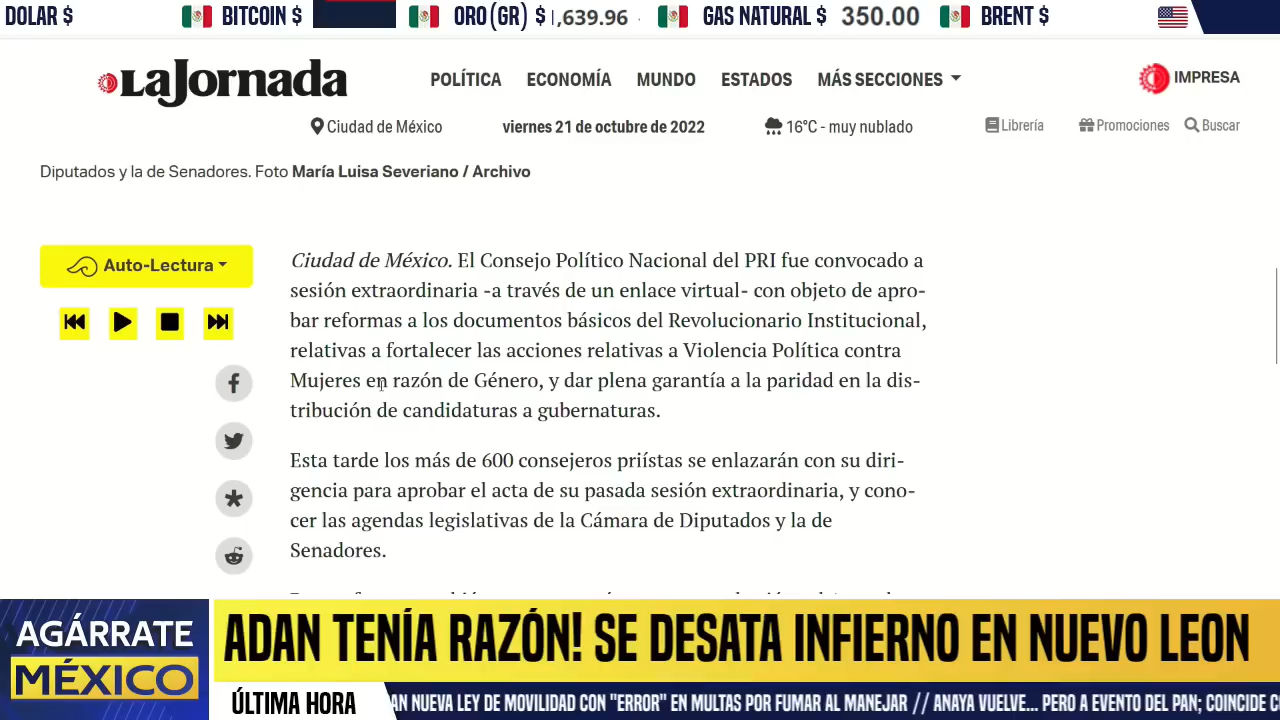 DOLAR $ BITCOIN $ ORO(GR) $ ,639.96 GAS NATURAL $ 350.00 BRENT $
LaJornada POLÍTICA ECONOMÍA MUNDO ESTADOS MÁS SECCIONES IMPRESA
Ciudad de México viernes 21 de octubre de 2022 16°C - muy nublado Librería Promociones Buscar
Diputados y la de Senadores. Foto María Luisa Severiano / Archivo
Auto-Lectura
Ciudad de México. El Consejo Político Nacional del PRI fue convocado a
sesión extraordinaria -a través de un enlace virtual- con objeto de apro-
bar reformas a los documentos básicos del Revolucionario Institucional,
relativas a fortalecer las acciones relativas a Violencia Política contra
Mujeres en razón de Género, y dar plena garantía a la paridad en la dis-
tribución de candidaturas a gubernaturas.
Esta tarde los más de 600 consejeros priístas se enlazarán con su diri-
gencia para aprobar el acta de su pasada sesión extraordinaria, y cono-
cer las agendas legislativas de la Cámara de Diputados y la de
Senadores.
AGÁRRATE
MÉXICO
ADAN TENÍA RAZÓN! SE DESATA INFIERNO EN NUEVO LEON
ÚLTIMA HORA AN NUEVA LEY DE MOVILIDAD CON "ERROR" EN MULTAS POR FUMAR AL MANEJAR // ANAYA VUELVE... PERO A EVENTO DEL PAN; COINCIDE C